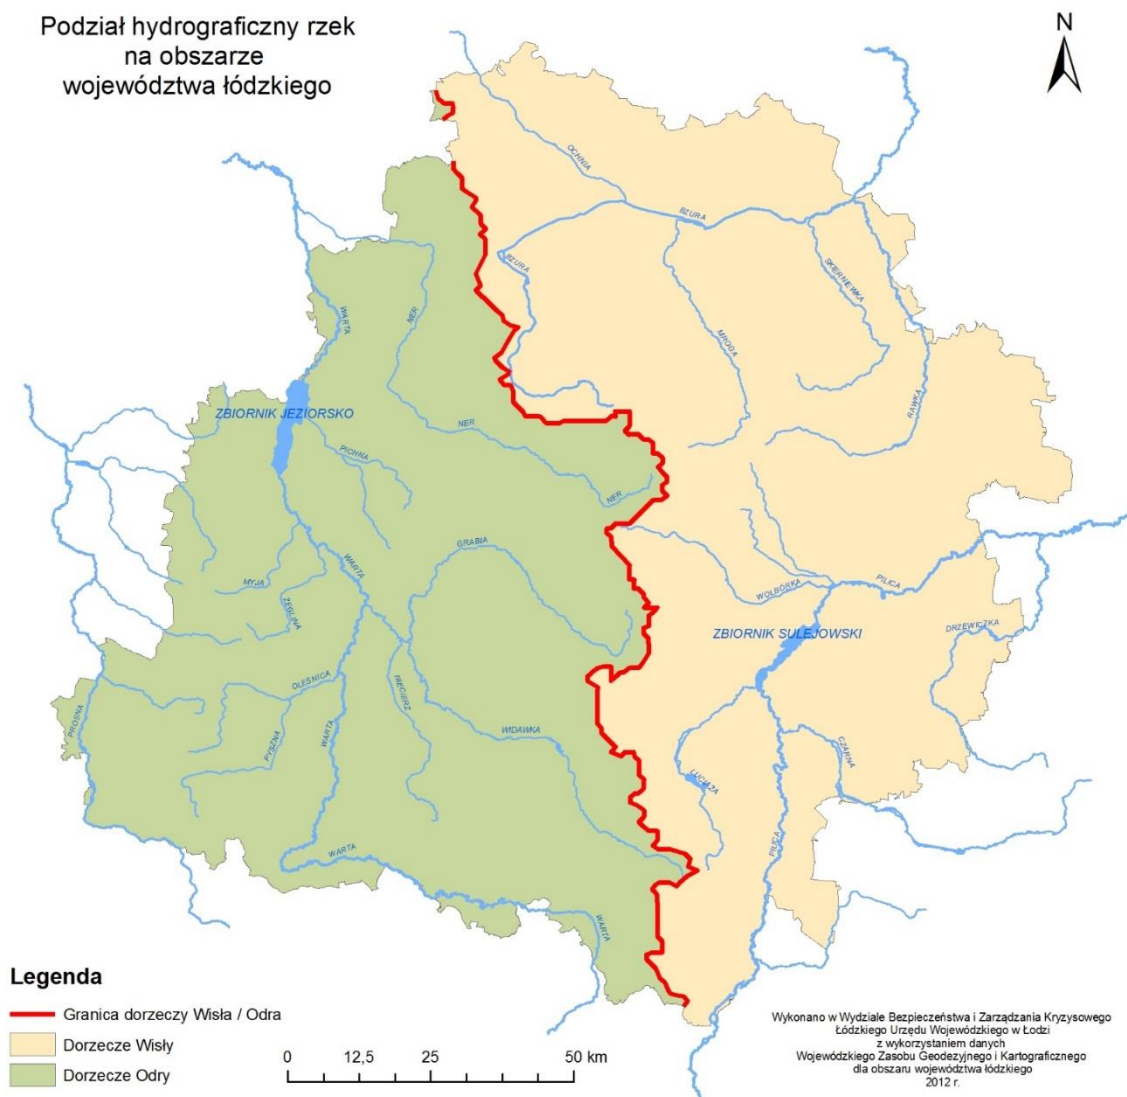 Podział hydrograficzny rzek
na obszarze
województwa łódzkiego
N
OCHNIA
BZURA
BZURA
SKIERNIEWKA
NER
WARTA
MROGA
RAWKA
ZBIORNIK JEZIORSKO
NER
PICHNA
NER
GRABIA
WARTA
MYJA
ŻEGLINA
WOLBÓRKA
PILICA
ZBIORNIK SULEJOWSKI
DRZEWICZKA
OLEŚNICA
NIECIERZ
PROSNA
PYSZNA
WARTA
WIDAWKA
CZARNA
LUCIĄŻA
PILICA
WARTA
WARTA
Legenda
Granica dorzeczy Wisła / Odra
Dorzecze Wisły
Dorzecze Odry
0 12,5 25 50 km
Wykonano w Wydziale Bezpieczeństwa i Zarządzania Kryzysowego
Łódzkiego Urzędu Wojewódzkiego w Łodzi
z wykorzystaniem danych
Wojewódzkiego Zasobu Geodezyjnego i Kartograficznego
dla obszaru województwa łódzkiego
2012 r.